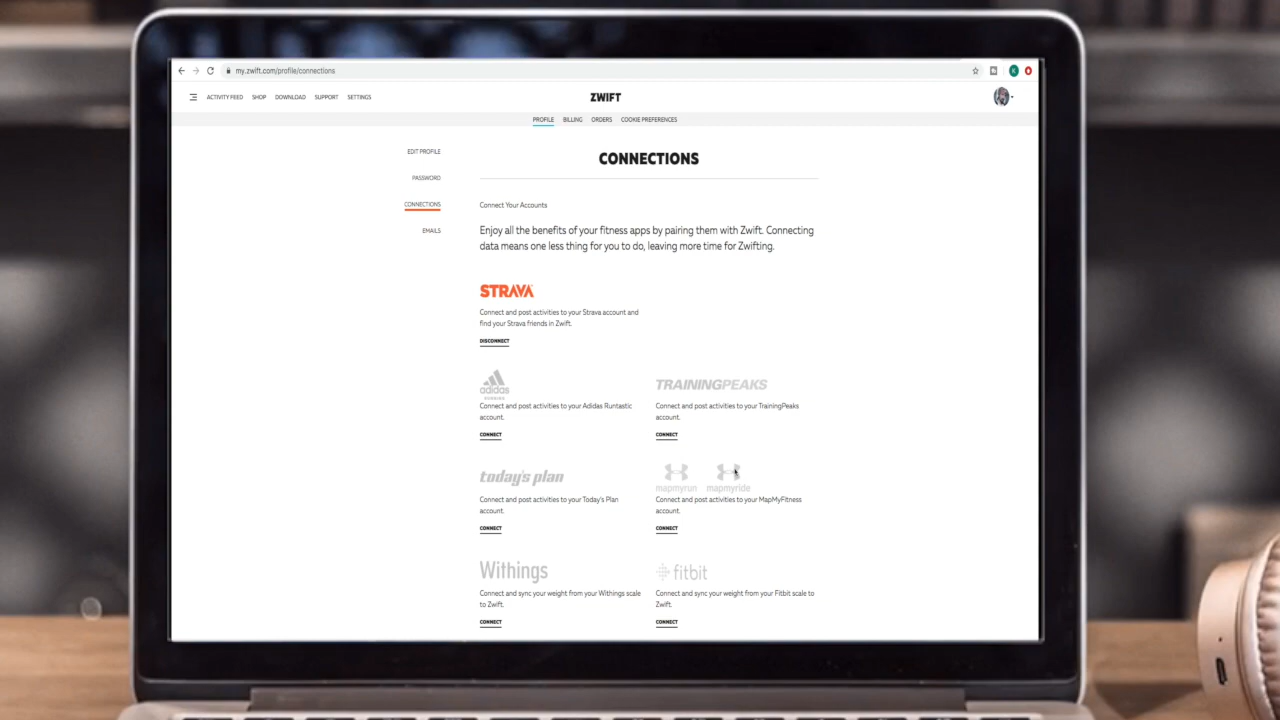 my.zwift.com/profile/connections
K
ACTIVITY FEED SHOP DOWNLOAD SUPPORT SETTINGS
ZWIFT
PROFILE BILLING ORDERS COOKIE PREFERENCES
EDIT PROFILE
PASSWORD
CONNECTIONS
EMAILS
CONNECTIONS
Connect Your Accounts
Enjoy all the benefits of your fitness apps by pairing them with Zwift. Connecting
data means one less thing for you to do, leaving more time for Zwifting.
STRAVA
Connect and post activities to your Strava account and
find your Strava friends in Zwift.
DISCONNECT
adidas
RUNNING
Connect and post activities to your Adidas Runtastic
account.
CONNECT
TRAININGPEAKS
Connect and post activities to your TrainingPeaks
account.
CONNECT
today's plan
Connect and post activities to your Today's Plan
account.
CONNECT
mapmyrun mapmyride
Connect and post activities to your MapMyFitness
account.
CONNECT
Withings
Connect and sync your weight from your Withings scale
to Zwift.
CONNECT
fitbit
Connect and sync your weight from your Fitbit scale to
Zwift.
CONNECT